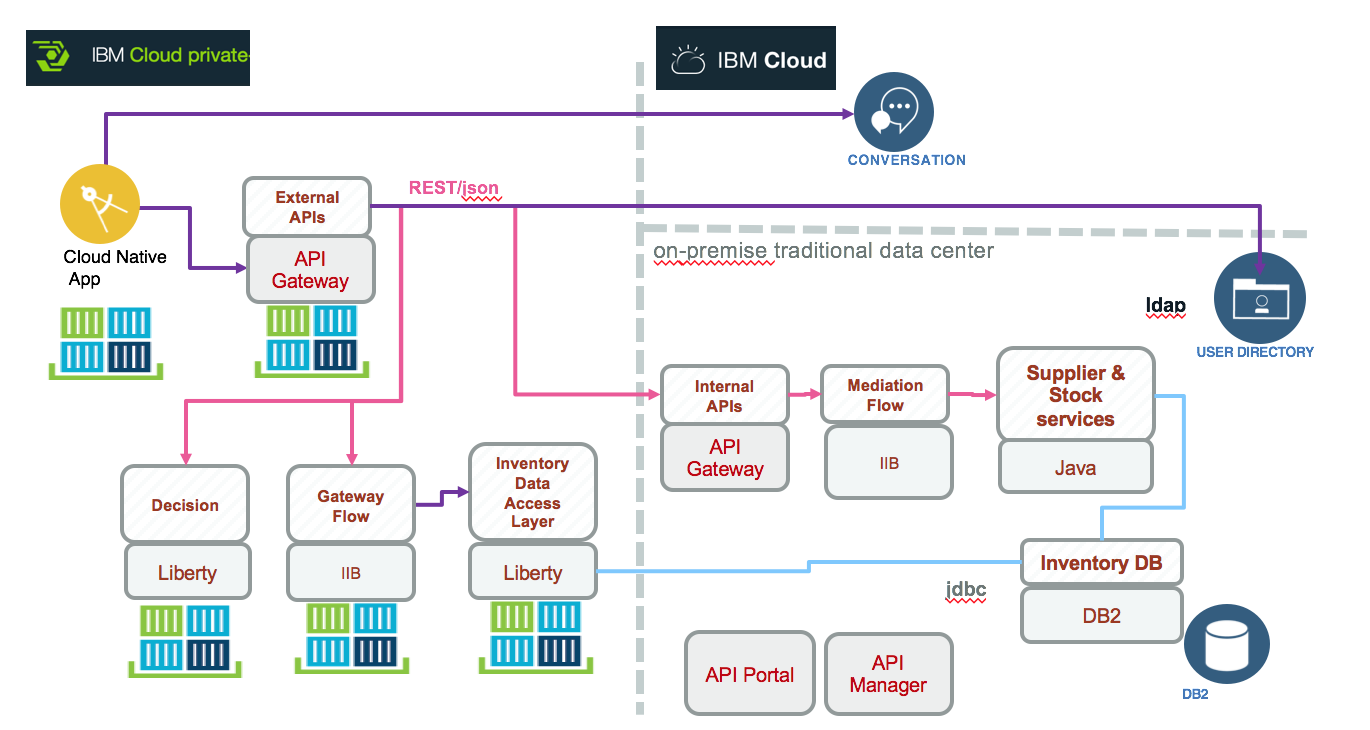 IBM Cloud private
IBM Cloud
CONVERSATION
External
APIs
REST/json
API
Gateway
Cloud Native
App
on-premise traditional data center
ldap
USER DIRECTORY
Internal
APIs
API
Gateway
Mediation
Flow
IIB
Supplier &
Stock
services
Java
Decision
Liberty
Gateway
Flow
IIB
Inventory
Data
Access
Layer
Liberty
jdbc
Inventory DB
DB2
API Portal
API
Manager
DB2